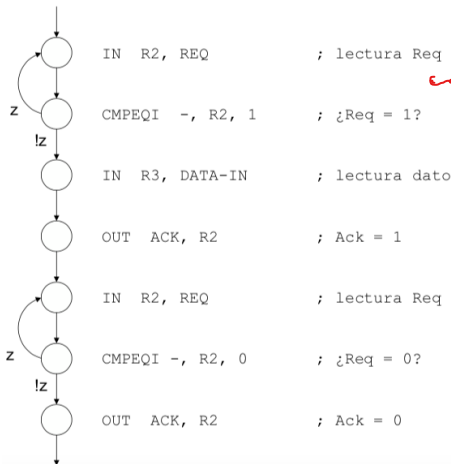 IN R2, REQ ; lectura Req
z CMPEQI -, R2, 1 ; ¿Req = 1?
!z
IN R3, DATA-IN ; lectura dato
OUT ACK, R2 ; Ack = 1
IN R2, REQ ; lectura Req
z CMPEQI -, R2, 0 ; ¿Req = 0?
!z
OUT ACK, R2 ; Ack = 0